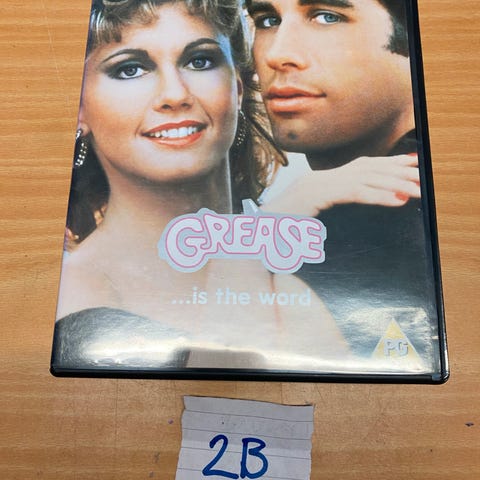 GREASE
...is the word
PG
2B